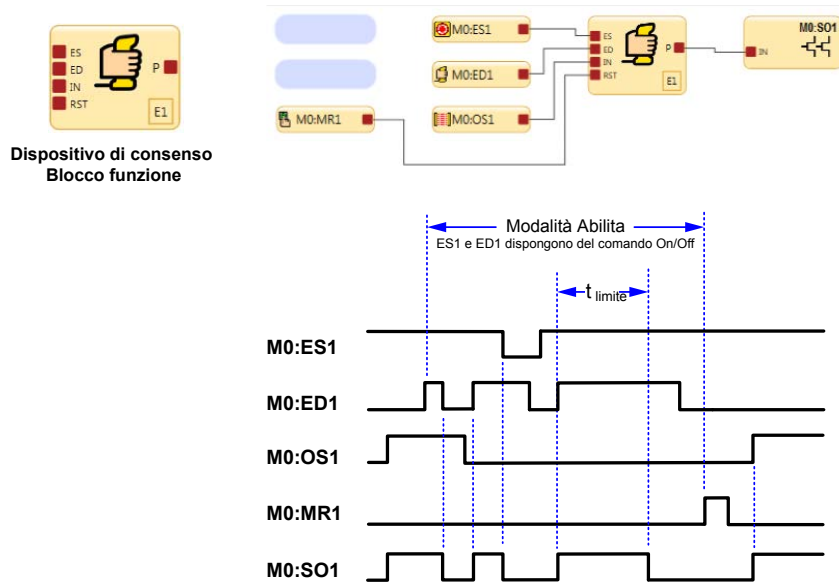 ES
ED
IN
RST
P
E1
Dispositivo di consenso
Blocco funzione
M0:MR1
M0:ES1
M0:ED1
M0:OS1
ES
ED
IN
RST
P
E1
M0:SO1
IN
Modalità Abilita
ES1 e ED1 dispongono del comando On/Off
t limite
M0:ES1
M0:ED1
M0:OS1
M0:MR1
M0:SO1